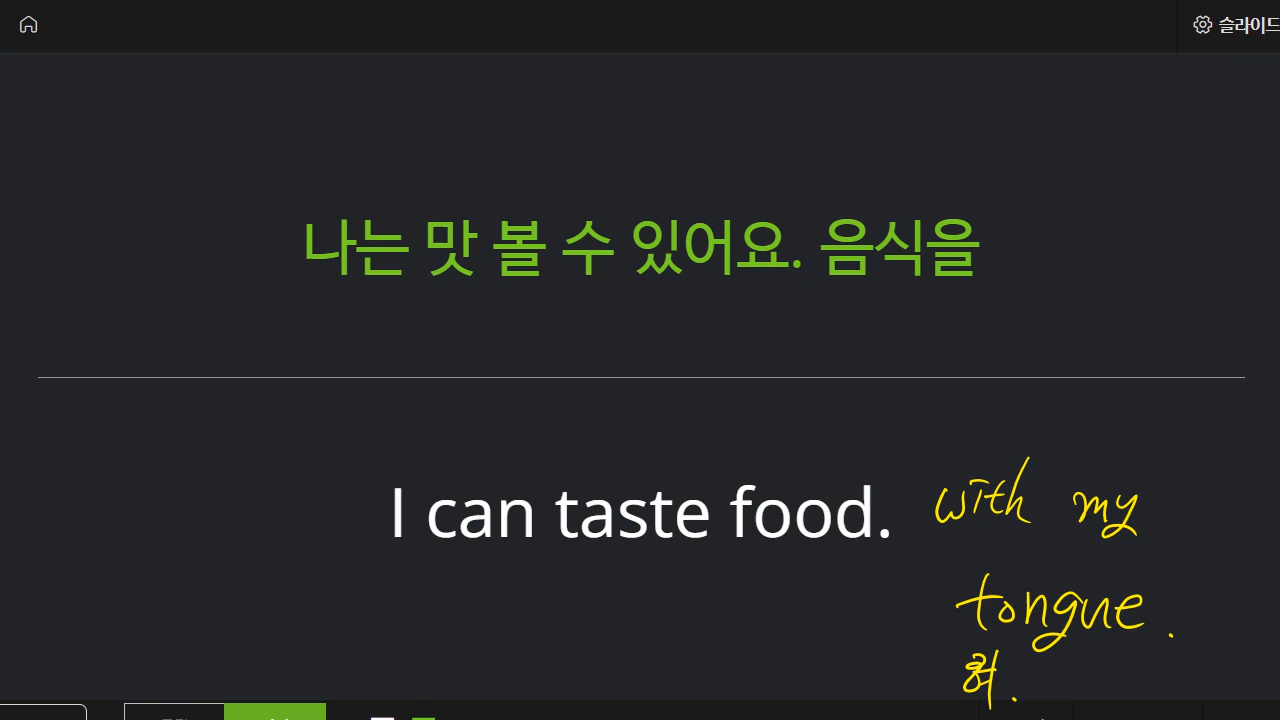 슬라이드
나는 맛 볼 수 있어요. 음식을
I can taste food. with my
tongue.
혀.